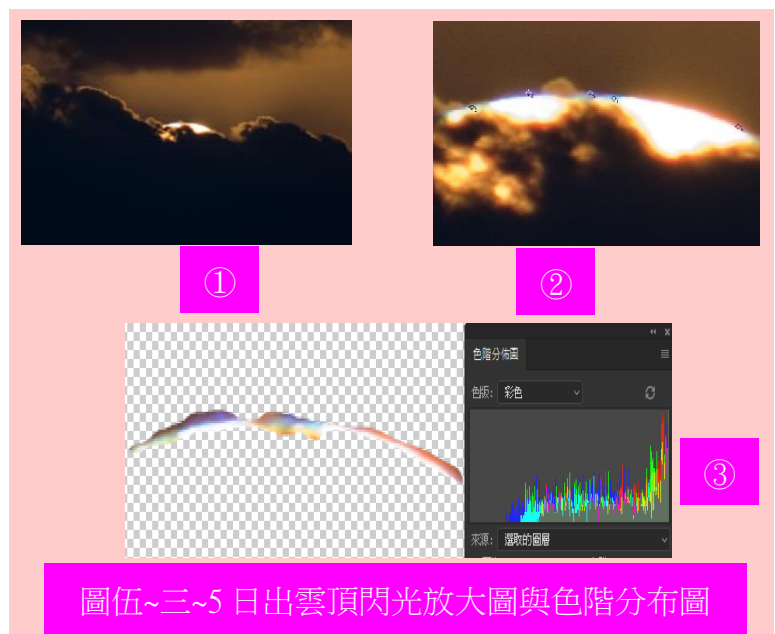 ①
②
色階分佈圖
色版: 彩色
③
來源: 選取的圖層
圖伍~三~5 日出雲頂閃光放大圖與色階分布圖